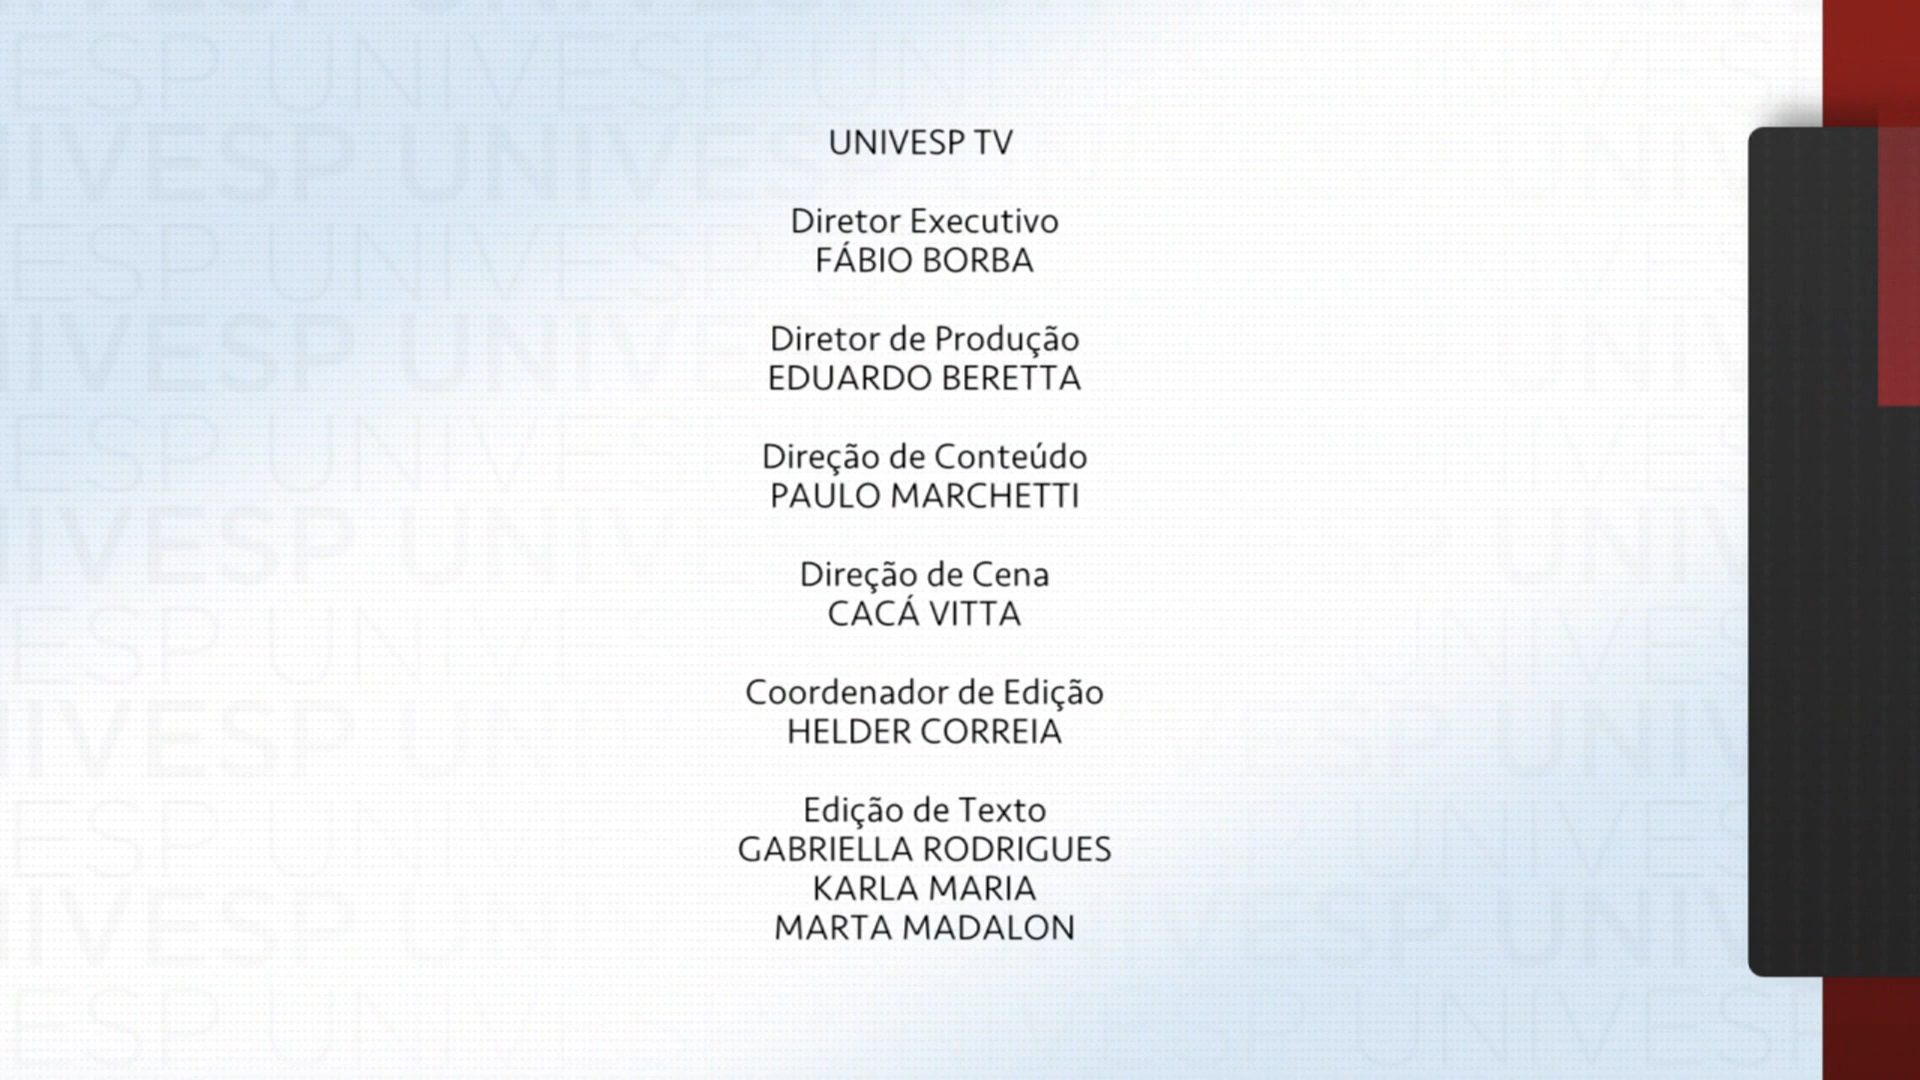 UNIVESP TV
Diretor Executivo
FÁBIO BORBA
Diretor de Produção
EDUARDO BERETTA
Direção de Conteúdo
PAULO MARCHETTI
Direção de Cena
CACÁ VITTA
Coordenador de Edição
HELDER CORREIA
Edição de Texto
GABRIELLA RODRIGUES
KARLA MARIA
MARTA MADALON